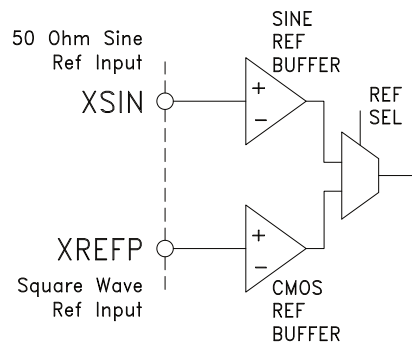 50 Ohm Sine
Ref Input
XSIN
SINE
REF
BUFFER
+
−
REF
SEL
XREFP
Square Wave
Ref Input
+
−
CMOS
REF
BUFFER